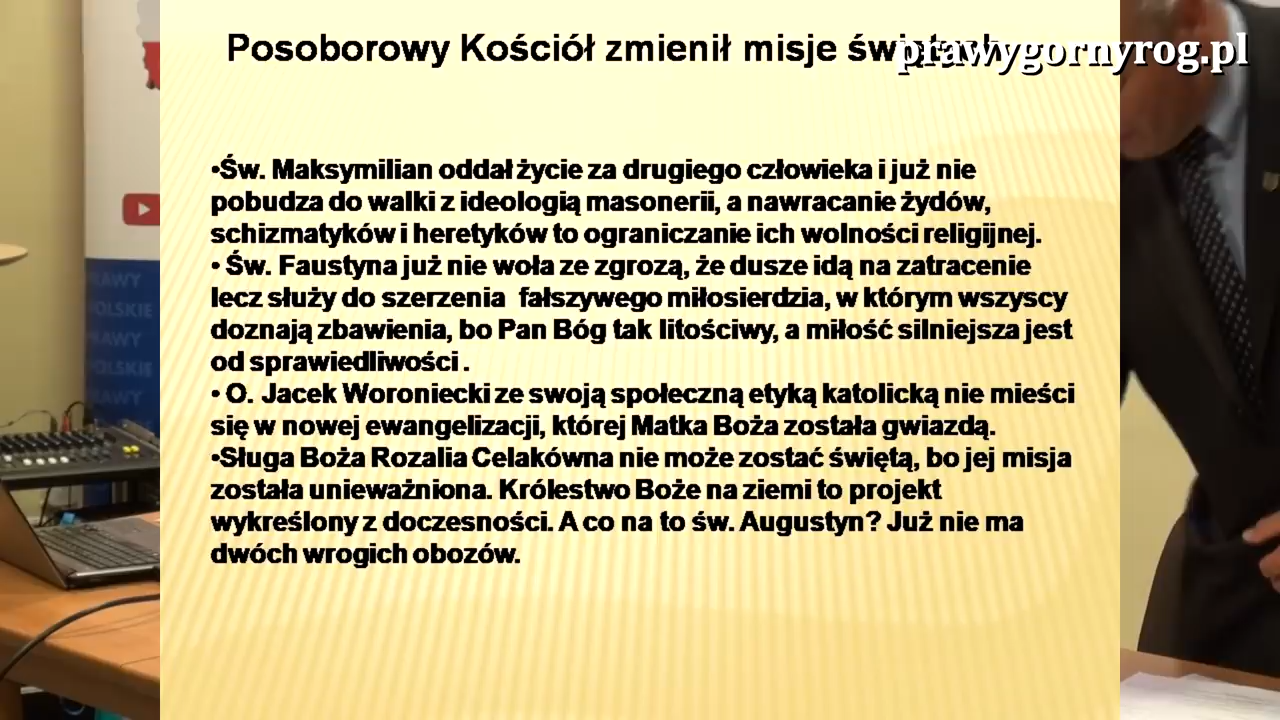 Posoborowy Kościół zmienił misje
prawygornyrog.pl
•Św. Maksymilian oddał życie za drugiego człowieka i już nie
pobudza do walki z ideologią masonerii, a nawracanie żydów,
schizmatyków i heretyków to ograniczanie ich wolności religijnej.
• Św. Faustyna już nie woła ze zgrozą, że dusze idą na zatracenie
lecz służy do szerzenia fałszywego miłosierdzia, w którym wszyscy
doznają zbawienia, bo Pan Bóg tak litościwy, a miłość silniejsza jest
od sprawiedliwości .
• O. Jacek Woroniecki ze swoją społeczną etyką katolicką nie mieści
się w nowej ewangelizacji, której Matka Boża została gwiazdą.
•Sługa Boża Rozalia Celakówna nie może zostać świętą, bo jej misja
została unieważniona. Królestwo Boże na ziemi to projekt
wykreślony z doczesności. A co na to św. Augustyn? Już nie ma
dwóch wrogich obozów.